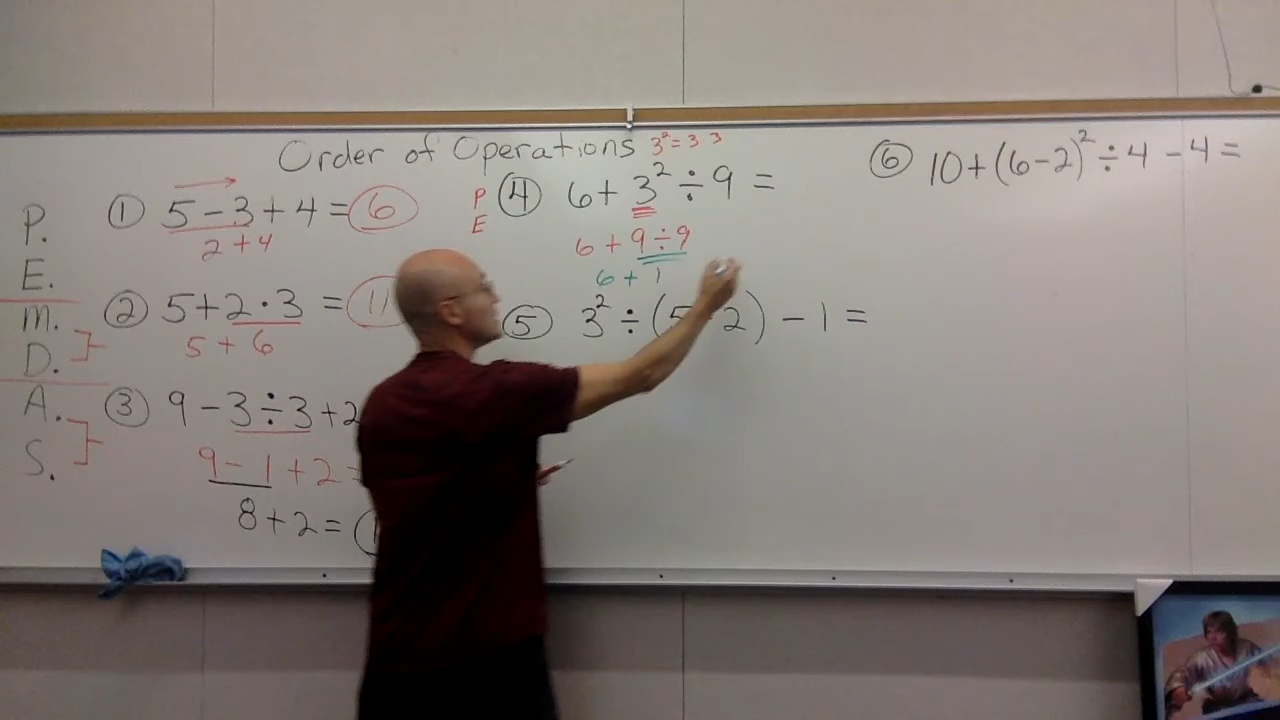 Order of Operations 3² = 3·3
P.
E.
M.
D.
A.
S.
① 5 - 3 + 4 = 6
2 + 4
② 5 + 2 · 3 = 11
5 + 6
③ 9 - 3 ÷ 3 + 2
9 - 1 + 2 =
8 + 2 =
P
E
④ 6 + 3² ÷ 9 =
6 + 9 ÷ 9
6 + 1
⑤ 3² ÷ (5 2) - 1 =
⑥ 10 + (6 - 2)² ÷ 4 - 4 =